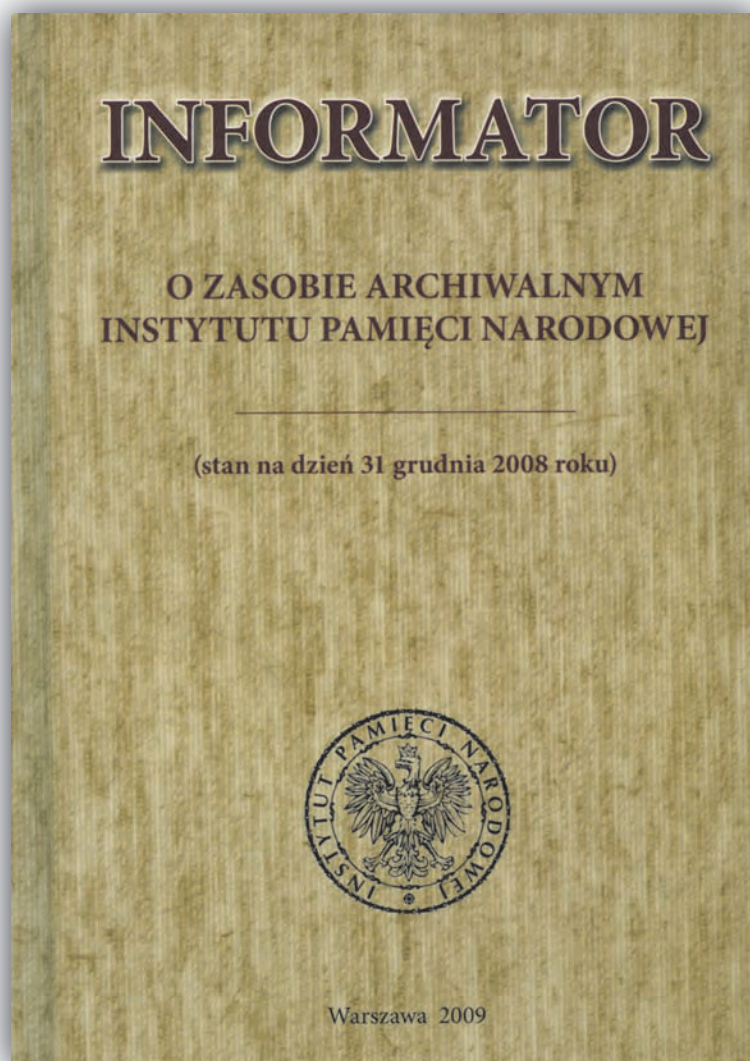 INFORMATOR
O ZASOBIE ARCHIWALNYM
INSTYTUTU PAMIĘCI NARODOWEJ
(stan na dzień 31 grudnia 2008 roku)
INSTYTUT PAMIĘCI NARODOWEJ
Warszawa 2009